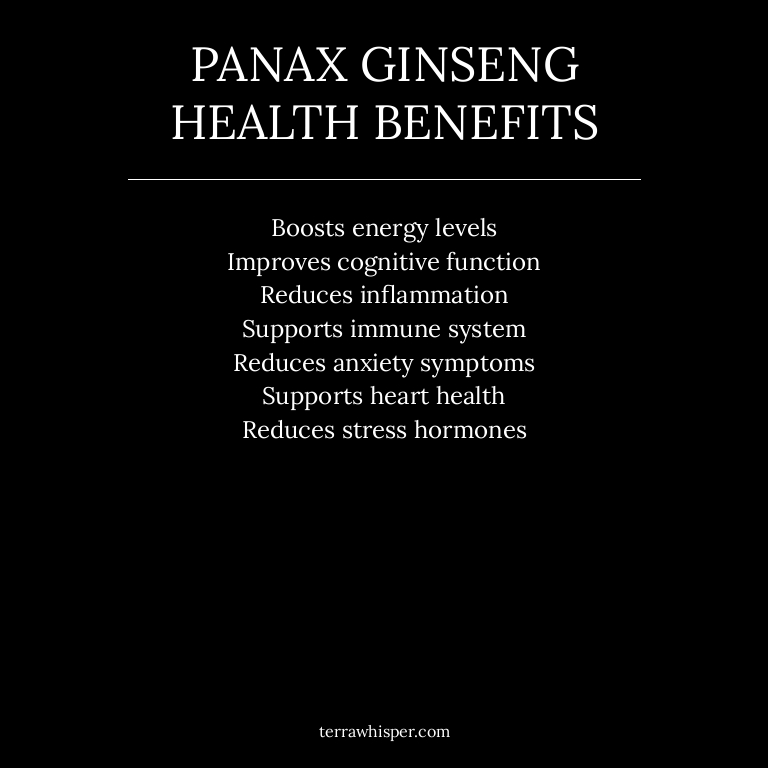 PANAX GINSENG
HEALTH BENEFITS
Boosts energy levels
Improves cognitive function
Reduces inflammation
Supports immune system
Reduces anxiety symptoms
Supports heart health
Reduces stress hormones
terrawhisper.com